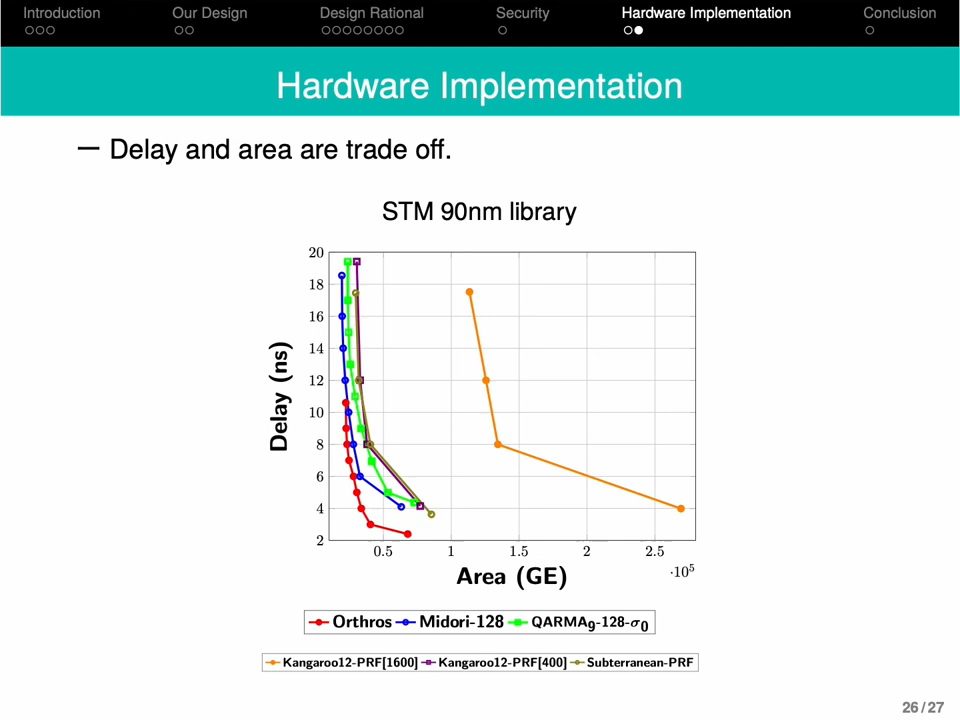 Introduction Our Design Design Rational Security Hardware Implementation Conclusion
Hardware Implementation
— Delay and area are trade off.
STM 90nm library
20
18
16
14
12
10
8
6
4
2
Delay (ns)
0.5 1 1.5 2 2.5
·10⁵
Area (GE)
Orthros Midori-128 QARMA₉-128-σ₀
Kangaroo12-PRF[1600] Kangaroo12-PRF[400] Subterranean-PRF
26/27